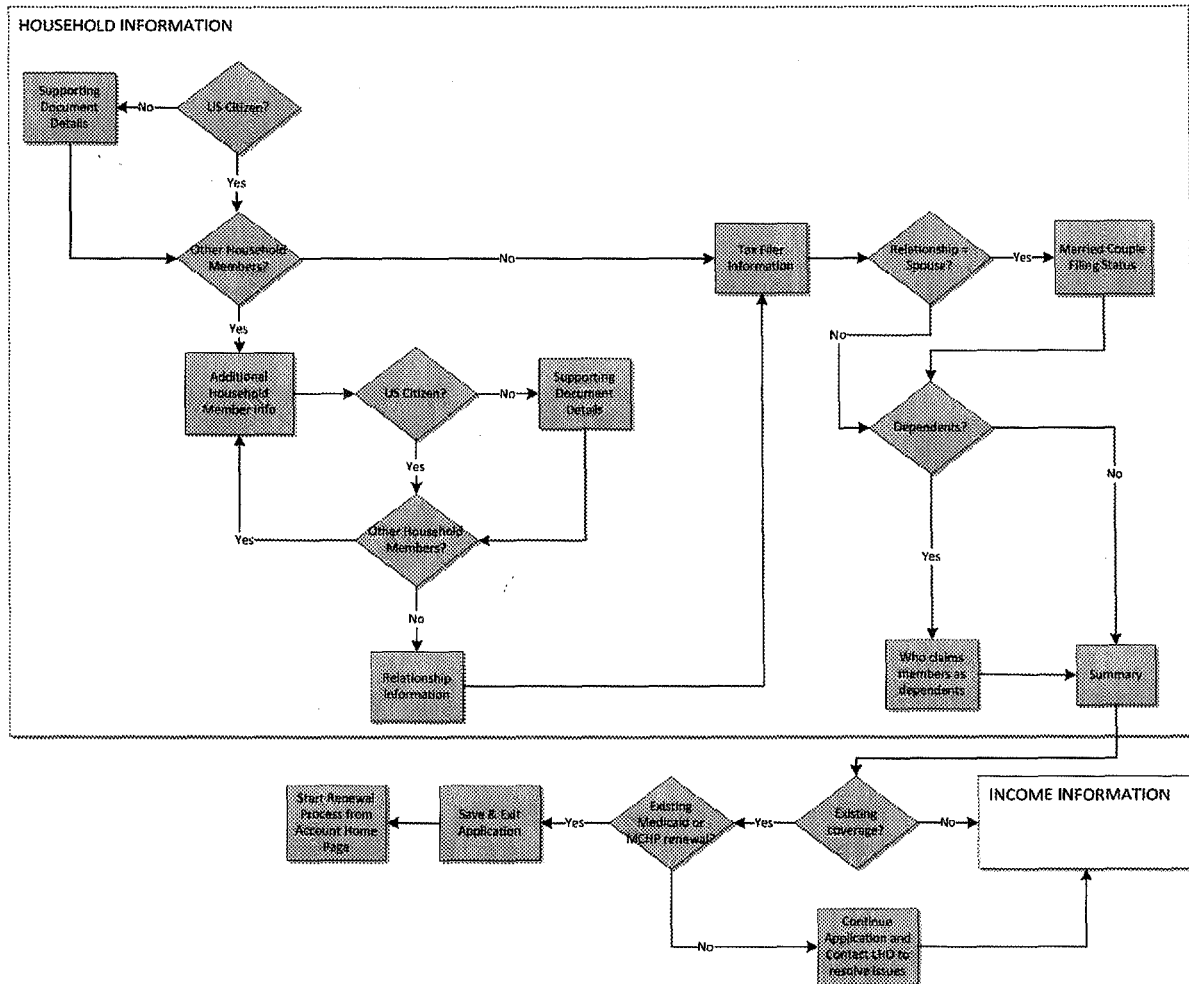 HOUSEHOLD INFORMATION
Supporting
Document
Details
No
US Citizen?
Yes
Other Household
Members?
No
Tax Filer
Information
Relationship =
Spouse?
Yes
Married Couple
Filing Status
Yes
No
Additional
Household
Member Info
US Citizen?
No
Supporting
Document
Details
Dependents?
Yes
No
Other Household
Members?
Yes
Yes
No
Relationship
Information
Who claims
members as
dependents
Summary
Start Renewal
Process from
Account Home
Page
Save & Exit
Application
Yes
Existing
Medicaid or
MCHP renewal?
Yes
Existing
coverage?
No
INCOME INFORMATION
No
Continue
Application and
Contact LHD to
resolve issues